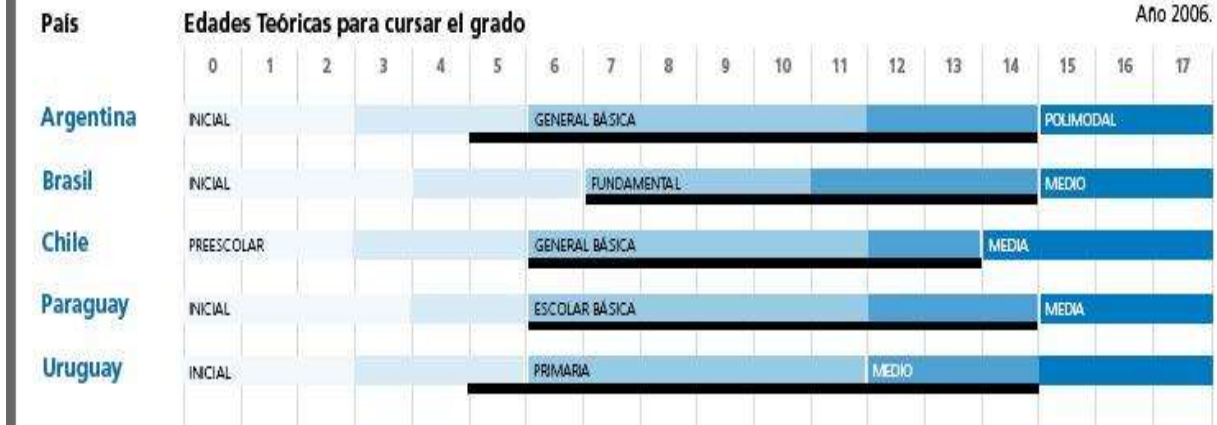 Año 2006.
País Edades Teóricas para cursar el grado
0 1 2 3 4 5 6 7 8 9 10 11 12 13 14 15 16 17
Argentina INICIAL GENERAL BÁSICA POLIMODAL
Brasil INICIAL FUNDAMENTAL MEDIO
Chile PREESCOLAR GENERAL BÁSICA MEDIA
Paraguay INICIAL ESCOLAR BÁSICA MEDIA
Uruguay INICIAL PRIMARIA MEDIO